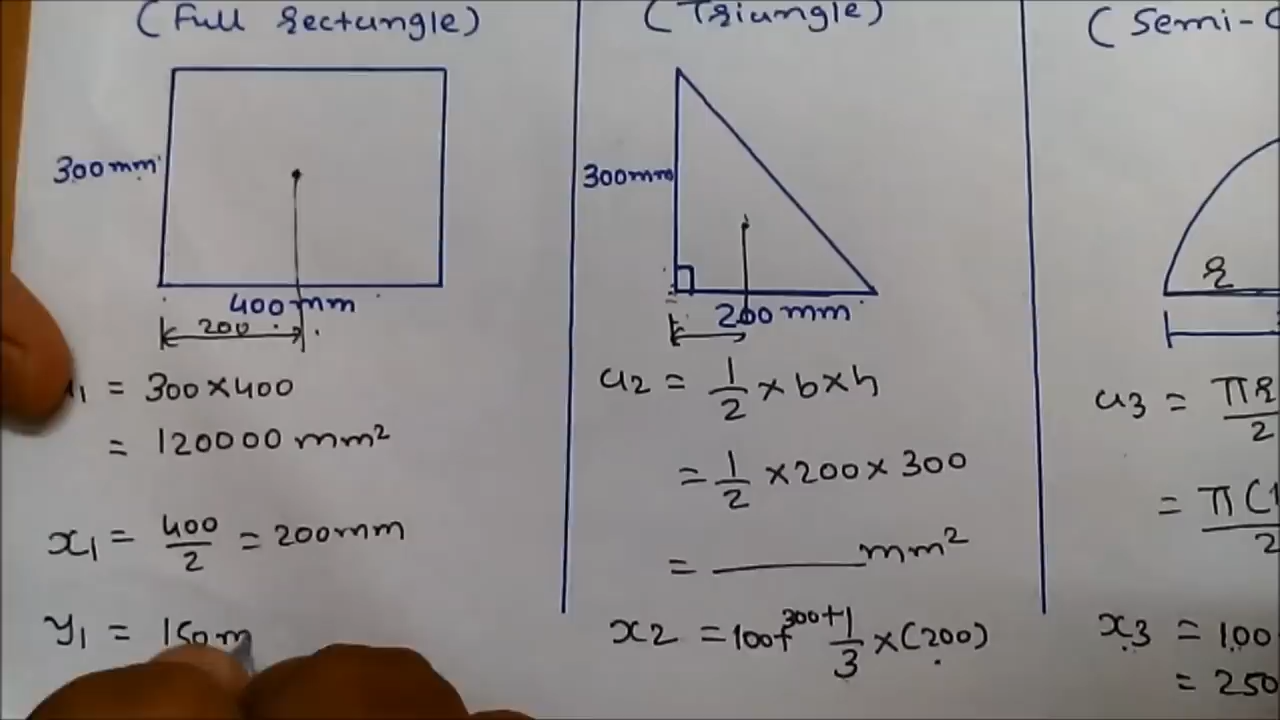 (Full Rectangle)
300mm
400mm
200
1 = 300×400
= 120000 mm²
x₁ = 400/2 = 200mm
y₁ = 150m
(Triangle)
300mm
200mm
a2 = 1/2 × b×h
= 1/2 × 200 × 300
= ______ mm²
x2 = 100+ 300+ 1/3 × (200)
(Semi-C
r
a3 = πr/2
= π(1/2
x3 = 100
= 250